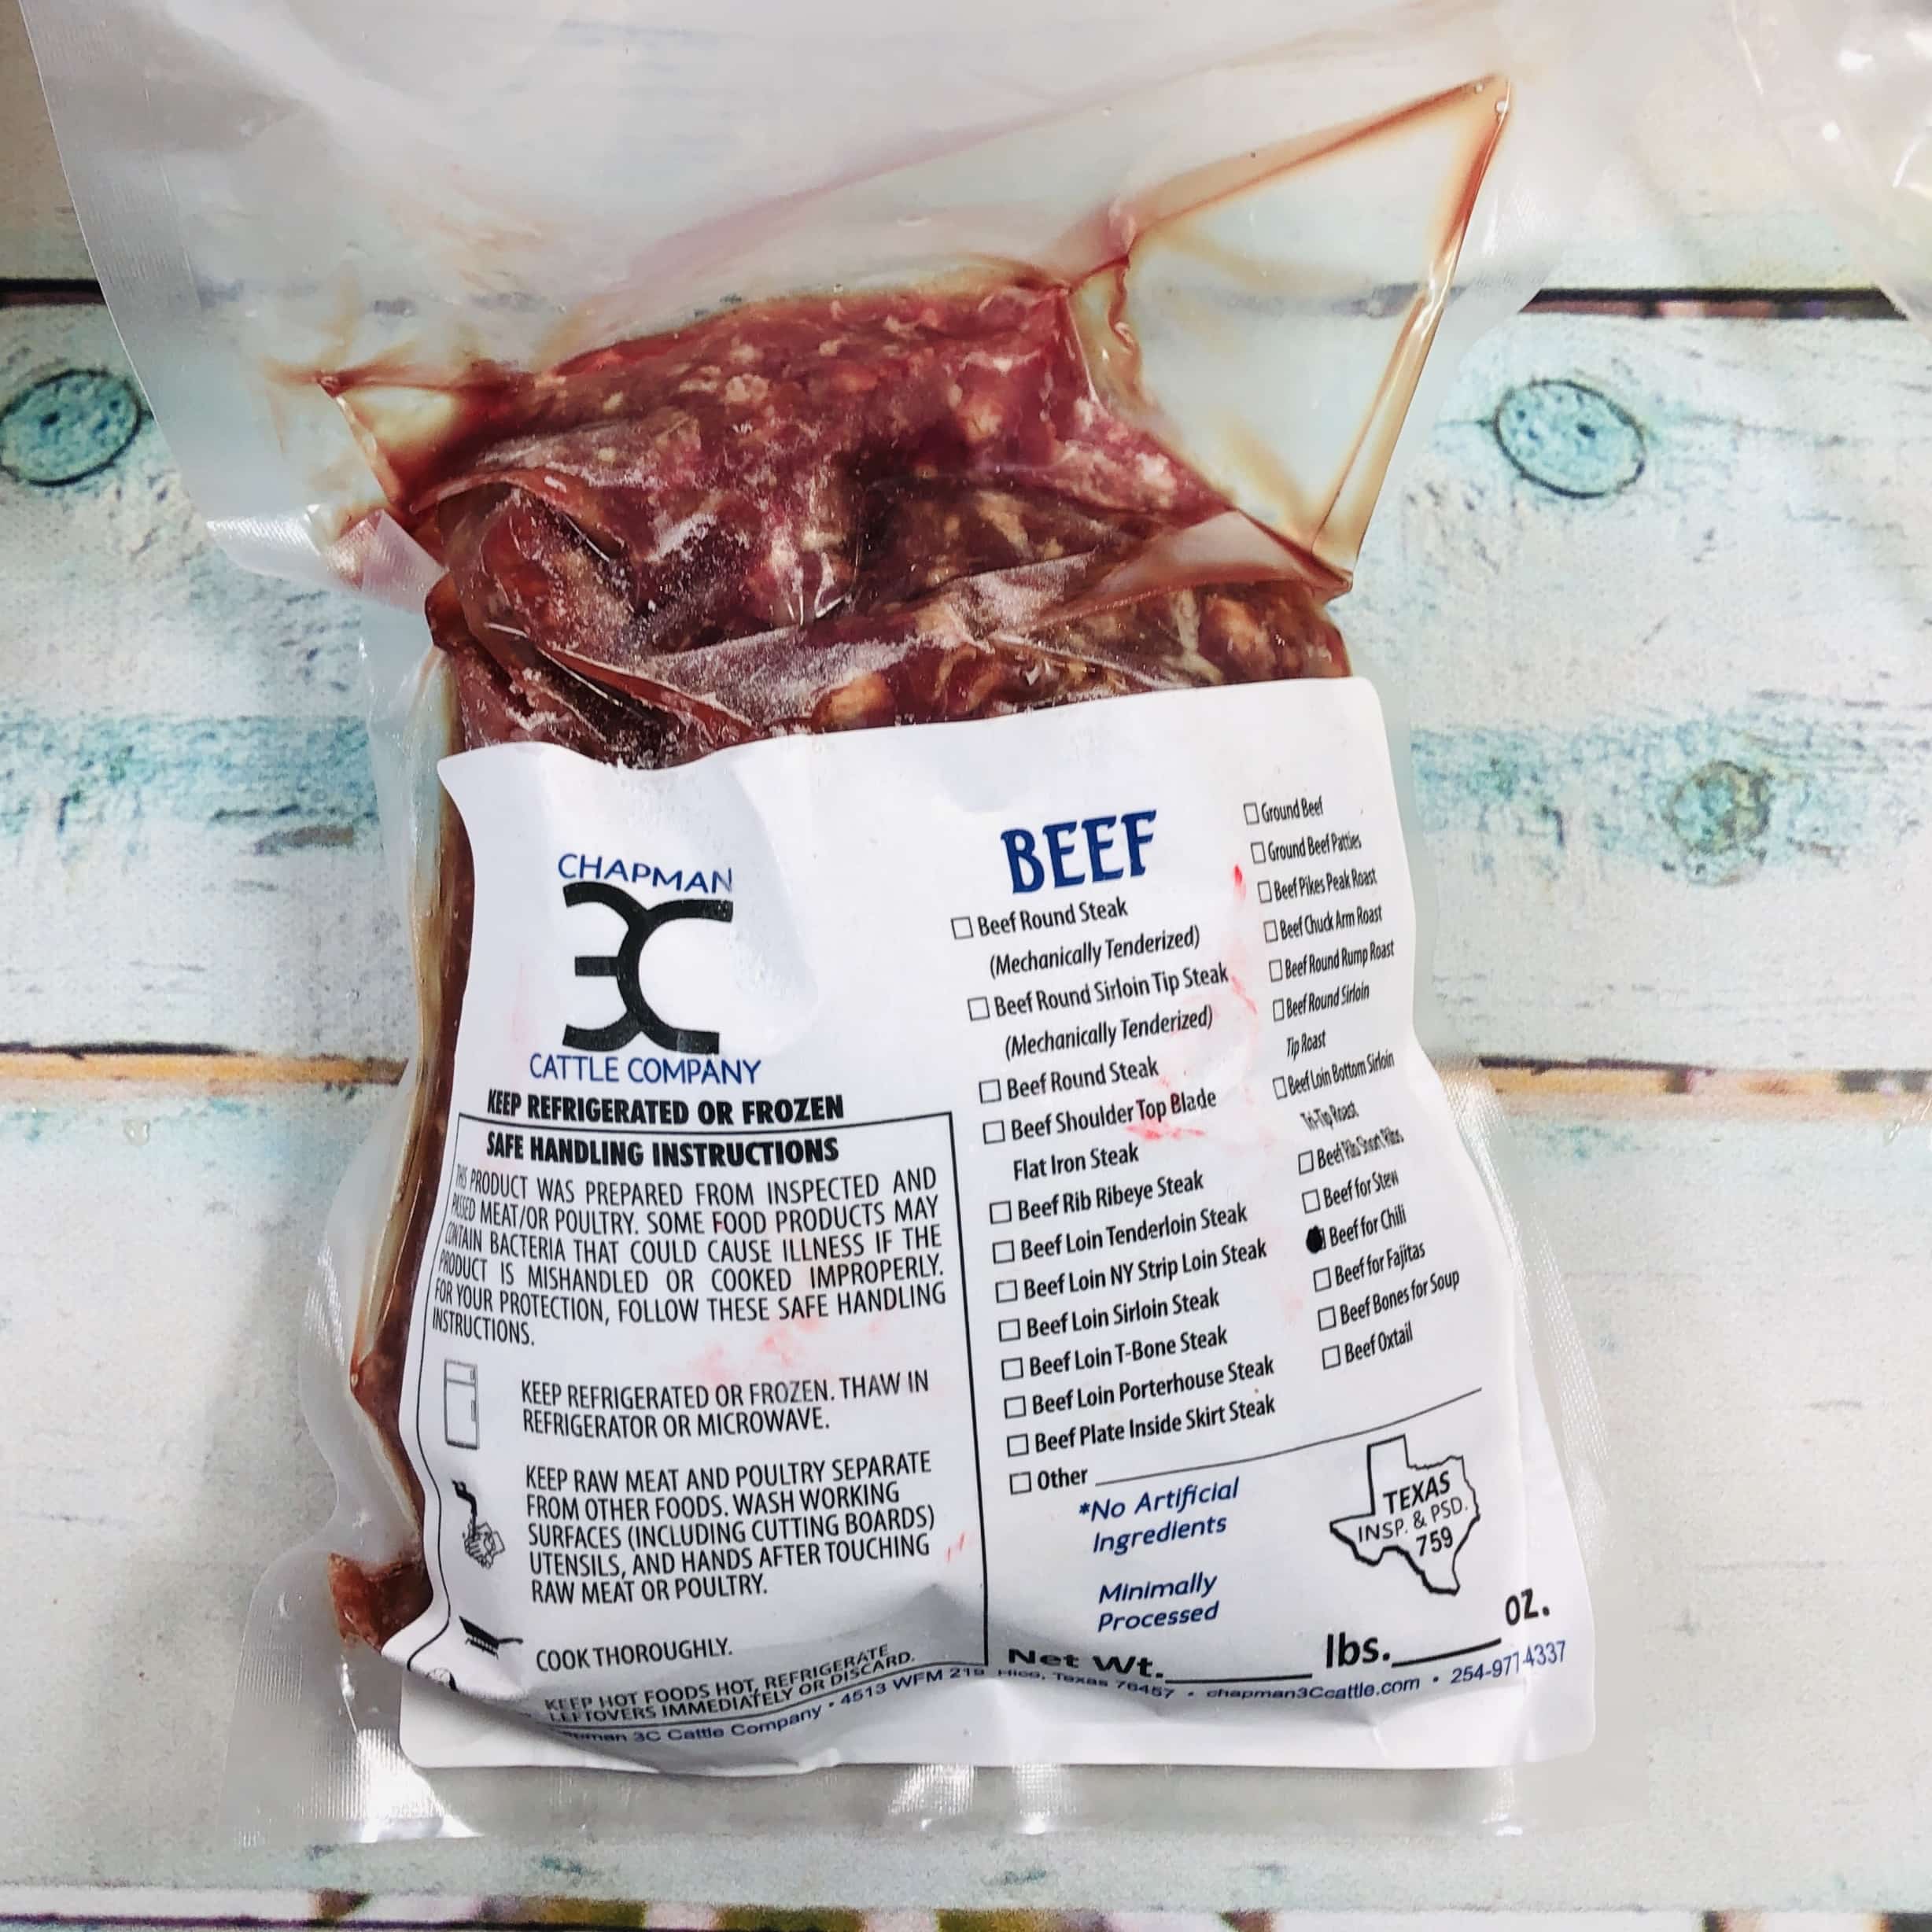 CHAPMAN
3C
CATTLE COMPANY
KEEP REFRIGERATED OR FROZEN
SAFE HANDLING INSTRUCTIONS
THIS PRODUCT WAS PREPARED FROM INSPECTED AND
PASSED MEAT/OR POULTRY. SOME FOOD PRODUCTS MAY
CONTAIN BACTERIA THAT COULD CAUSE ILLNESS IF THE
PRODUCT IS MISHANDLED OR COOKED IMPROPERLY.
FOR YOUR PROTECTION, FOLLOW THESE SAFE HANDLING
INSTRUCTIONS.
KEEP REFRIGERATED OR FROZEN. THAW IN
REFRIGERATOR OR MICROWAVE.
KEEP RAW MEAT AND POULTRY SEPARATE
FROM OTHER FOODS. WASH WORKING
SURFACES (INCLUDING CUTTING BOARDS)
UTENSILS, AND HANDS AFTER TOUCHING
RAW MEAT OR POULTRY.
COOK THOROUGHLY.
KEEP HOT FOODS HOT, REFRIGERATE
LEFTOVERS IMMEDIATELY OR DISCARD.
BEEF
Beef Round Steak
(Mechanically Tenderized)
Beef Round Sirloin Tip Steak
(Mechanically Tenderized)
Beef Round Steak
Beef Shoulder Top Blade
Flat Iron Steak
Beef Rib Ribeye Steak
Beef Loin Tenderloin Steak
Beef Loin NY Strip Loin Steak
Beef Loin Sirloin Steak
Beef Loin T-Bone Steak
Beef Loin Porterhouse Steak
Beef Plate Inside Skirt Steak
Other
Ground Beef
Ground Beef Patties
Beef Pikes Peak Roast
Beef Chuck Arm Roast
Beef Round Rump Roast
Beef Round Sirloin
Tip Roast
Beef Loin Bottom Sirloin
Tri-Tip Roast
Beef Rib Short Ribs
Beef for Stew
Beef for Chili
Beef for Fajitas
Beef Bones for Soup
Beef Oxtail
*No Artificial
Ingredients
Minimally
Processed
TEXAS
INSP. & PSD.
759
Net Wt. lbs. oz.
3C Cattle Company • 4513 WFM 219 Hico, Texas 76457 • chapman3Ccattle.com • 254-977-4337